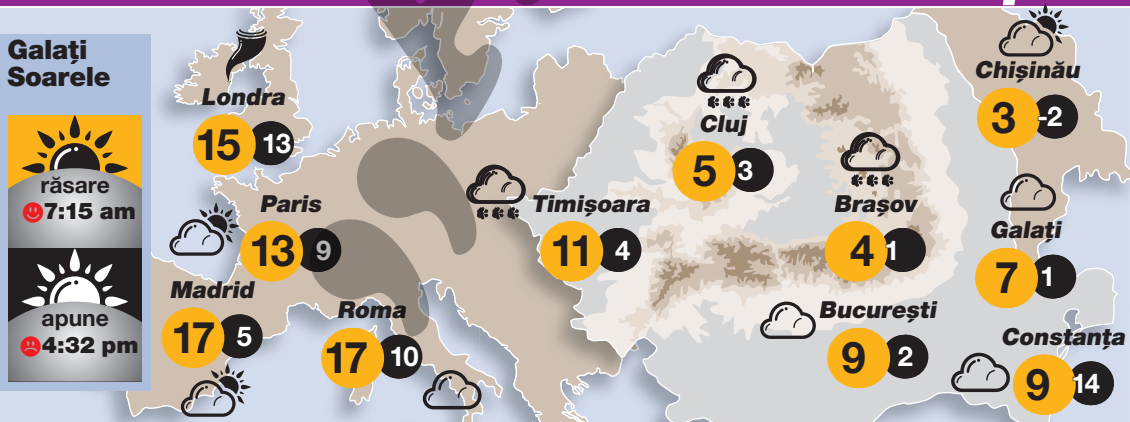 Galați
Soarele
răsare
7:15 am
apune
4:32 pm
Londra
15 13
Paris
13 9
Madrid
17 5
Roma
17 10
Timișoara
11 4
Cluj
5 3
Brașov
4 1
București
9 2
Chișinău
3 -2
Galați
7 1
Constanța
9 14